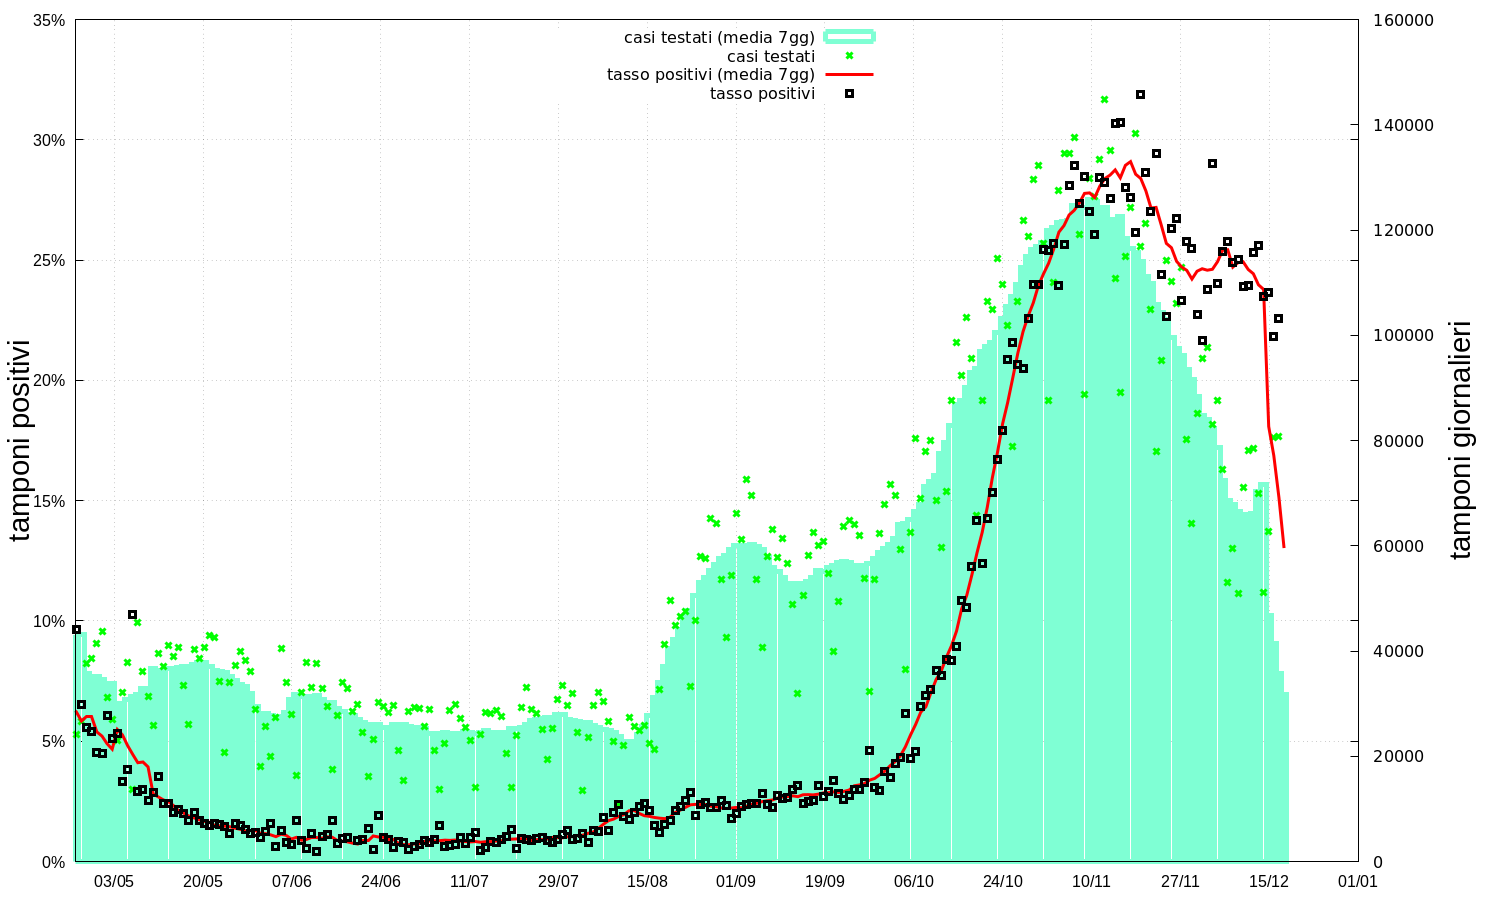 casi testati (media 7gg)
casi testati
tasso positivi (media 7gg)
tasso positivi
tamponi positivi
35%
30%
25%
20%
15%
10%
5%
0%
160000
140000
120000
100000
80000
60000
40000
20000
0
tamponi giornalieri
03/05 20/05 07/06 24/06 11/07 29/07 15/08 01/09 19/09 06/10 24/10 10/11 27/11 15/12 01/01